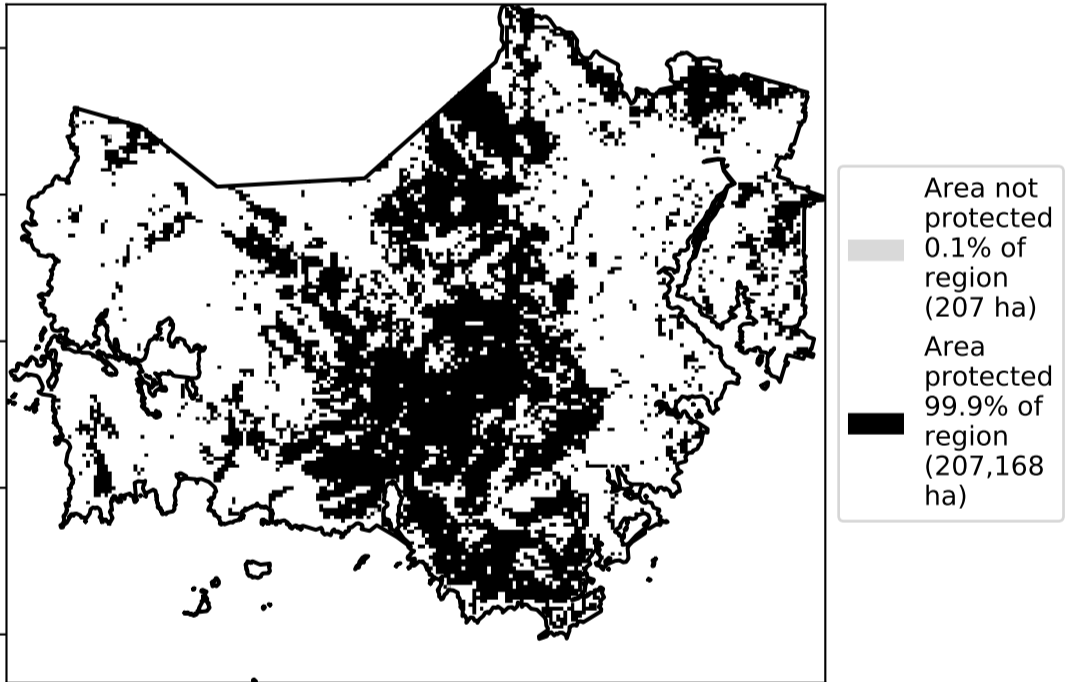 Area not
protected
0.1% of
region
(207 ha)
Area
protected
99.9% of
region
(207,168
ha)